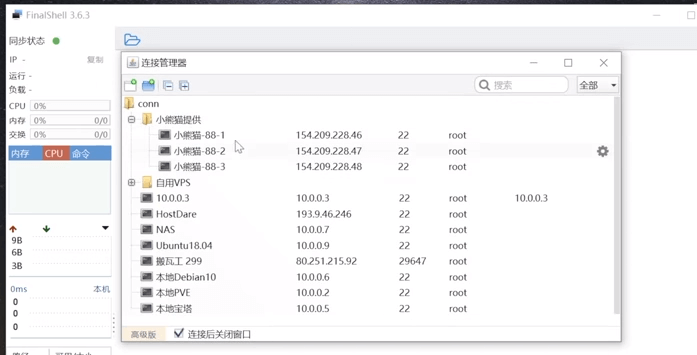 FinalShell 3.6.3
同步状态
IP - 复制
运行 -
负载 -
CPU 0%
内存 0% 0/0
交换 0% 0/0
内存 CPU 命令
9B
6B
3B
0ms 本机
0
0
0
连接管理器
搜索 全部
conn
小熊猫提供
小熊猫-88-1 154.209.228.46 22 root
小熊猫-88-2 154.209.228.47 22 root
小熊猫-88-3 154.209.228.48 22 root
自用VPS
10.0.0.3 10.0.0.3 22 root 10.0.0.3
HostDare 193.9.46.246 22 root
NAS 10.0.0.7 22 root
Ubuntu18.04 10.0.0.9 22 root
搬瓦工 299 80.251.215.92 29647 root
本地Debian10 10.0.0.6 22 root
本地PVE 10.0.0.2 22 root
本地宝塔 10.0.0.5 22 root
高级版 连接后关闭窗口